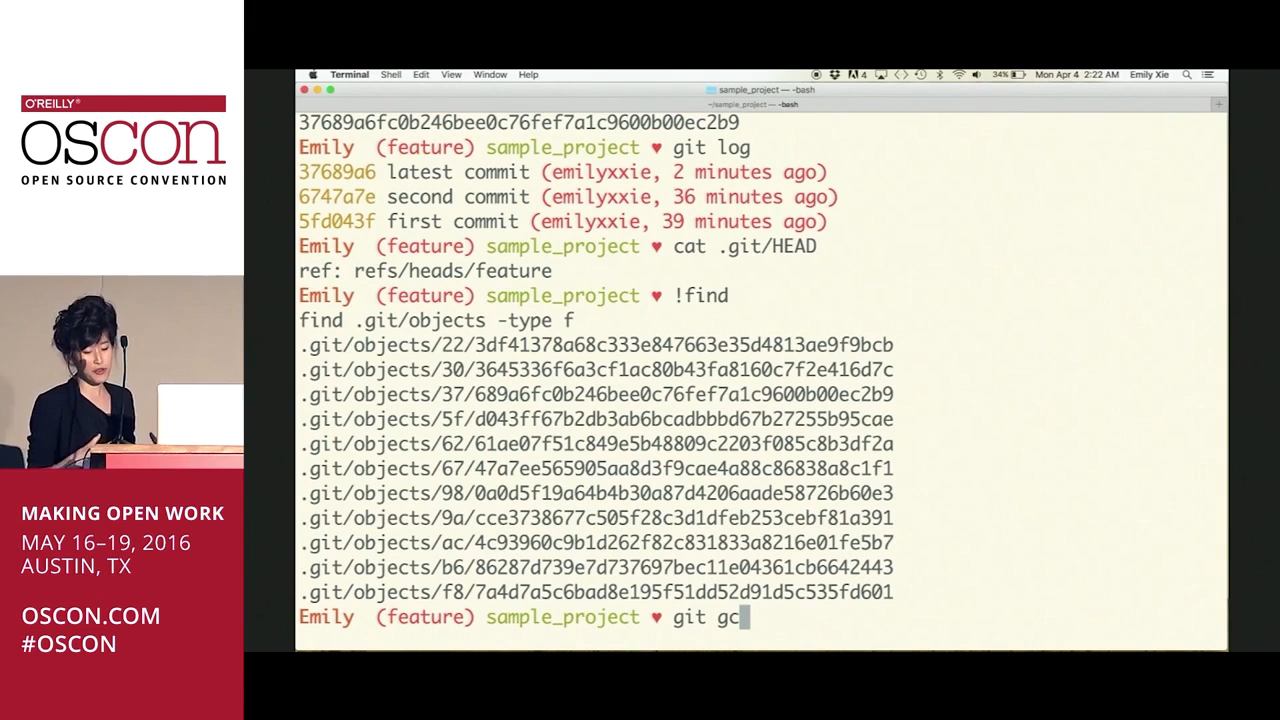 O'REILLY®
OSCON
OPEN SOURCE CONVENTION
MAKING OPEN WORK
MAY 16–19, 2016
AUSTIN, TX
OSCON.COM
#OSCON
Terminal Shell Edit View Window Help 4 34% Mon Apr 4 2:22 AM Emily Xie
sample_project — -bash
~/sample_project — -bash
37689a6fc0b246bee0c76fef7a1c9600b00ec2b9
Emily (feature) sample_project ♥ git log
37689a6 latest commit (emilyxxie, 2 minutes ago)
6747a7e second commit (emilyxxie, 36 minutes ago)
5fd043f first commit (emilyxxie, 39 minutes ago)
Emily (feature) sample_project ♥ cat .git/HEAD
ref: refs/heads/feature
Emily (feature) sample_project ♥ !find
find .git/objects -type f
.git/objects/22/3df41378a68c333e847663e35d4813ae9f9bcb
.git/objects/30/3645336f6a3cf1ac80b43fa8160c7f2e416d7c
.git/objects/37/689a6fc0b246bee0c76fef7a1c9600b00ec2b9
.git/objects/5f/d043ff67b2db3ab6bcadbbbd67b27255b95cae
.git/objects/62/61ae07f51c849e5b48809c2203f085c8b3df2a
.git/objects/67/47a7ee565905aa8d3f9cae4a88c86838a8c1f1
.git/objects/98/0a0d5f19a64b4b30a87d4206aade58726b60e3
.git/objects/9a/cce3738677c505f28c3d1dfeb253cebf81a391
.git/objects/ac/4c93960c9b1d262f82c831833a8216e01fe5b7
.git/objects/b6/86287d739e7d737697bec11e04361cb6642443
.git/objects/f8/7a4d7a5c6bad8e195f51dd52d91d5c535fd601
Emily (feature) sample_project ♥ git gc